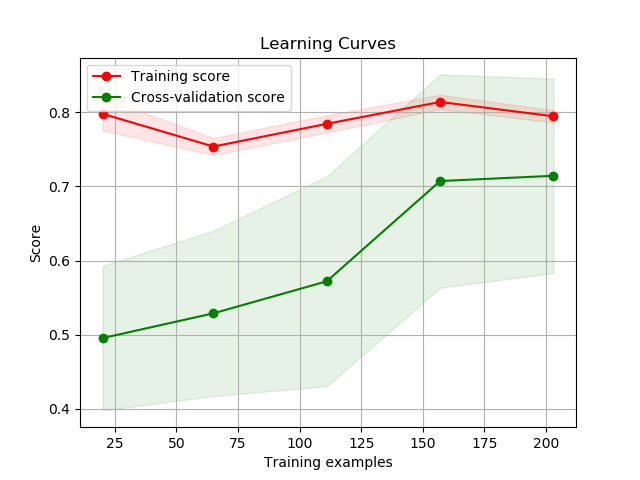 Learning Curves
Training score
Cross-validation score
0.8
0.7
0.6
0.5
0.4
Score
25 50 75 100 125 150 175 200
Training examples